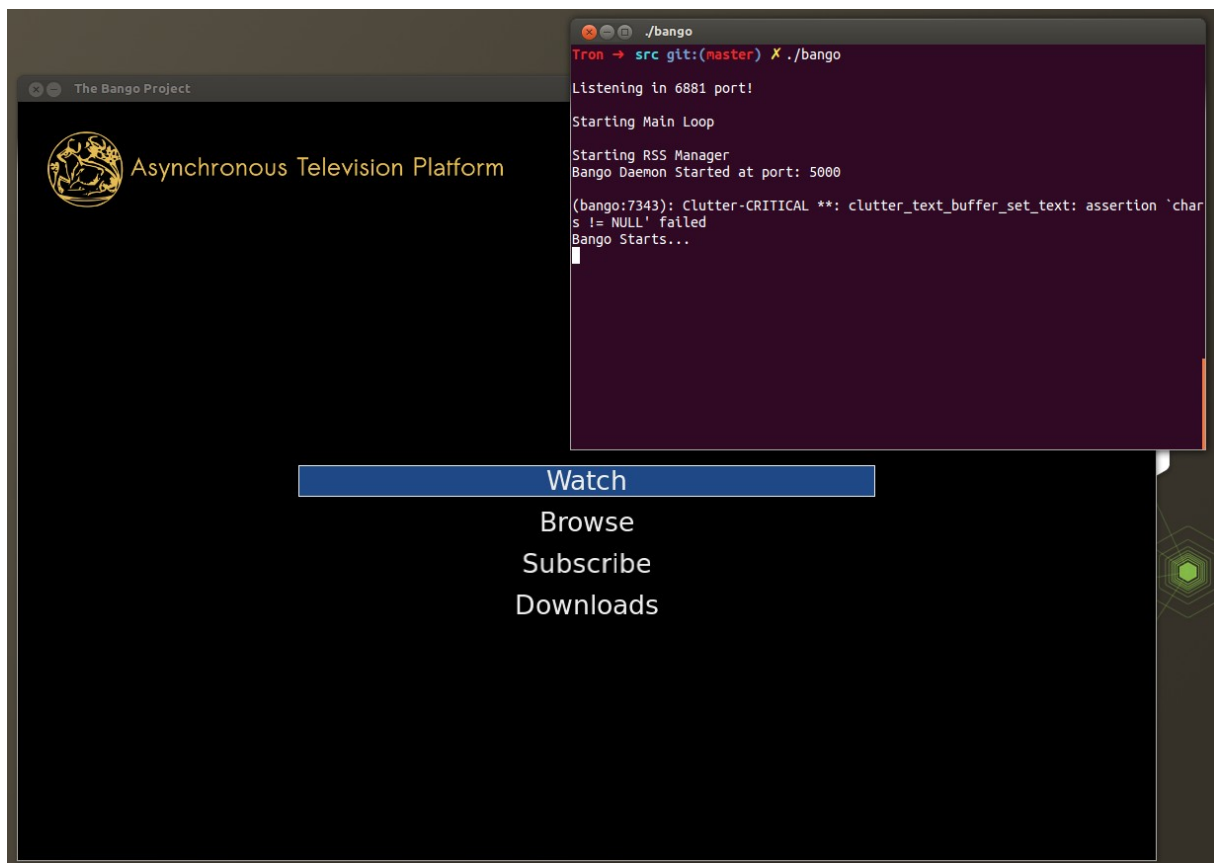 ./bango
Tron → src git:(master) ✗ ./bango
Listening in 6881 port!
Starting Main Loop
Starting RSS Manager
Bango Daemon Started at port: 5000
(bango:7343): Clutter-CRITICAL **: clutter_text_buffer_set_text: assertion `char
s != NULL' failed
Bango Starts...
The Bango Project
Asynchronous Television Platform
Watch
Browse
Subscribe
Downloads